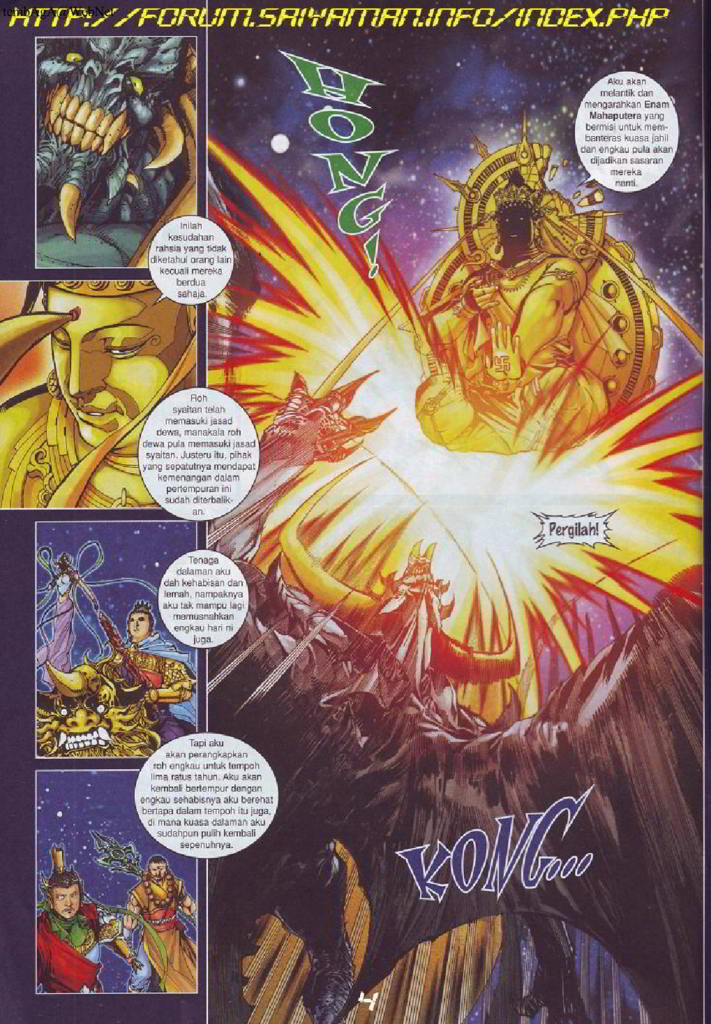 HTTP://FORUM.SAIYAMAN.INFO/INDEX.PHP
HONG!
Aku akan
melantik dan
mengarahkan Enam
Mahaputera yang
bermisi untuk mem-
banteras kuasa jahil
dan engkau pula akan
dijadikan sasaran
mereka
nanti.
Inilah
kesudahan
rahsia yang tidak
diketahui orang lain
kecuali mereka
berdua
sahaja.
Roh
syaitan telah
memasuki jasad
dewa, manakala roh
dewa pula memasuki jasad
syaitan. Justeru itu, pihak
yang sepatutnya mendapat
kemenangan dalam
pertempuran ini
sudah diterbalik-
an.
Pergilah!
Tenaga
dalaman aku
dah kehabisan dan
lemah, nampaknya
aku tak mampu lagi
memusnahkan
engkau hari ni
juga.
Tapi aku
akan perangkapkan
roh engkau untuk tempoh
lima ratus tahun. Aku akan
kembali bertempur dengan
engkau sehabisnya aku berehat
bertapa dalam tempoh itu juga,
di mana kuasa dalaman aku
sudahpun pulih kembali
sepenuhnya.
KONG...
4